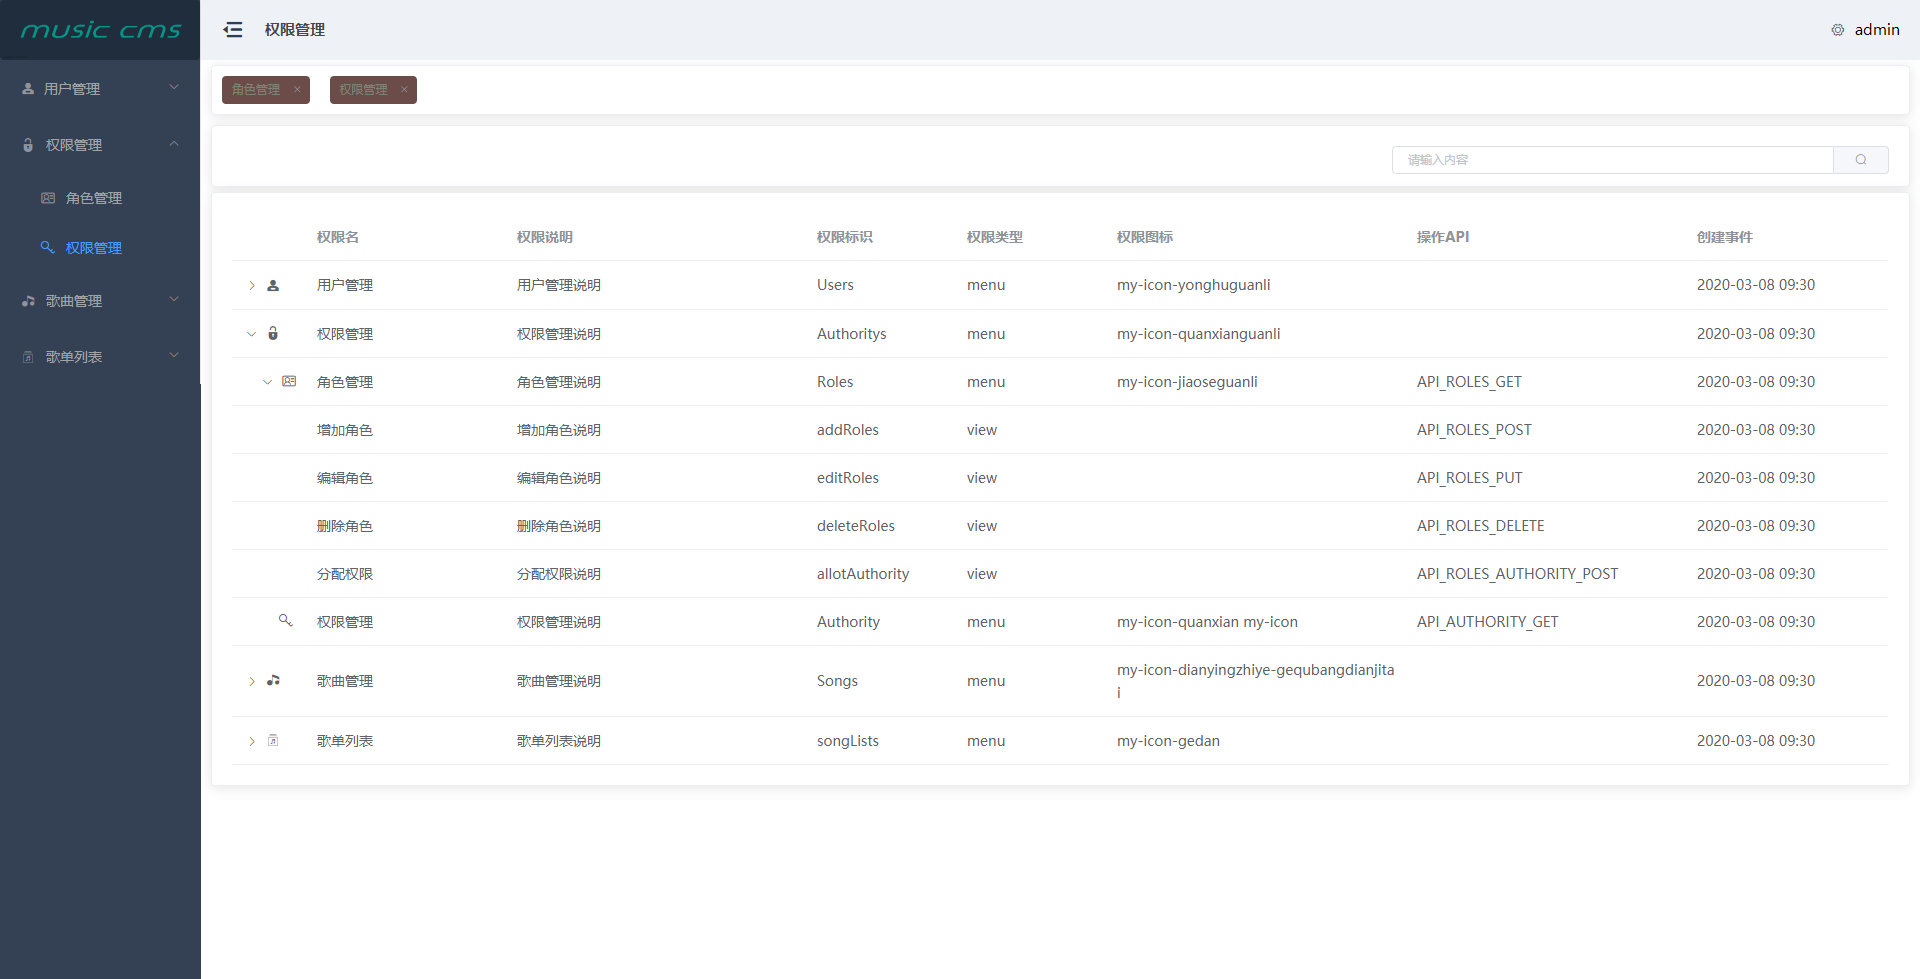 music cms
权限管理
admin
用户管理
权限管理
角色管理
权限管理
歌曲管理
歌单列表
角色管理 ×
权限管理 ×
请输入内容
权限名 权限说明 权限标识 权限类型 权限图标 操作API 创建事件
用户管理 用户管理说明 Users menu my-icon-yonghuguanli 2020-03-08 09:30
权限管理 权限管理说明 Authoritys menu my-icon-quanxianguanli 2020-03-08 09:30
角色管理 角色管理说明 Roles menu my-icon-jiaoseguanli API_ROLES_GET 2020-03-08 09:30
增加角色 增加角色说明 addRoles view API_ROLES_POST 2020-03-08 09:30
编辑角色 编辑角色说明 editRoles view API_ROLES_PUT 2020-03-08 09:30
删除角色 删除角色说明 deleteRoles view API_ROLES_DELETE 2020-03-08 09:30
分配权限 分配权限说明 allotAuthority view API_ROLES_AUTHORITY_POST 2020-03-08 09:30
权限管理 权限管理说明 Authority menu my-icon-quanxian my-icon API_AUTHORITY_GET 2020-03-08 09:30
歌曲管理 歌曲管理说明 Songs menu my-icon-dianyingzhiye-gequbangdianjita
i 2020-03-08 09:30
歌单列表 歌单列表说明 songLists menu my-icon-gedan 2020-03-08 09:30